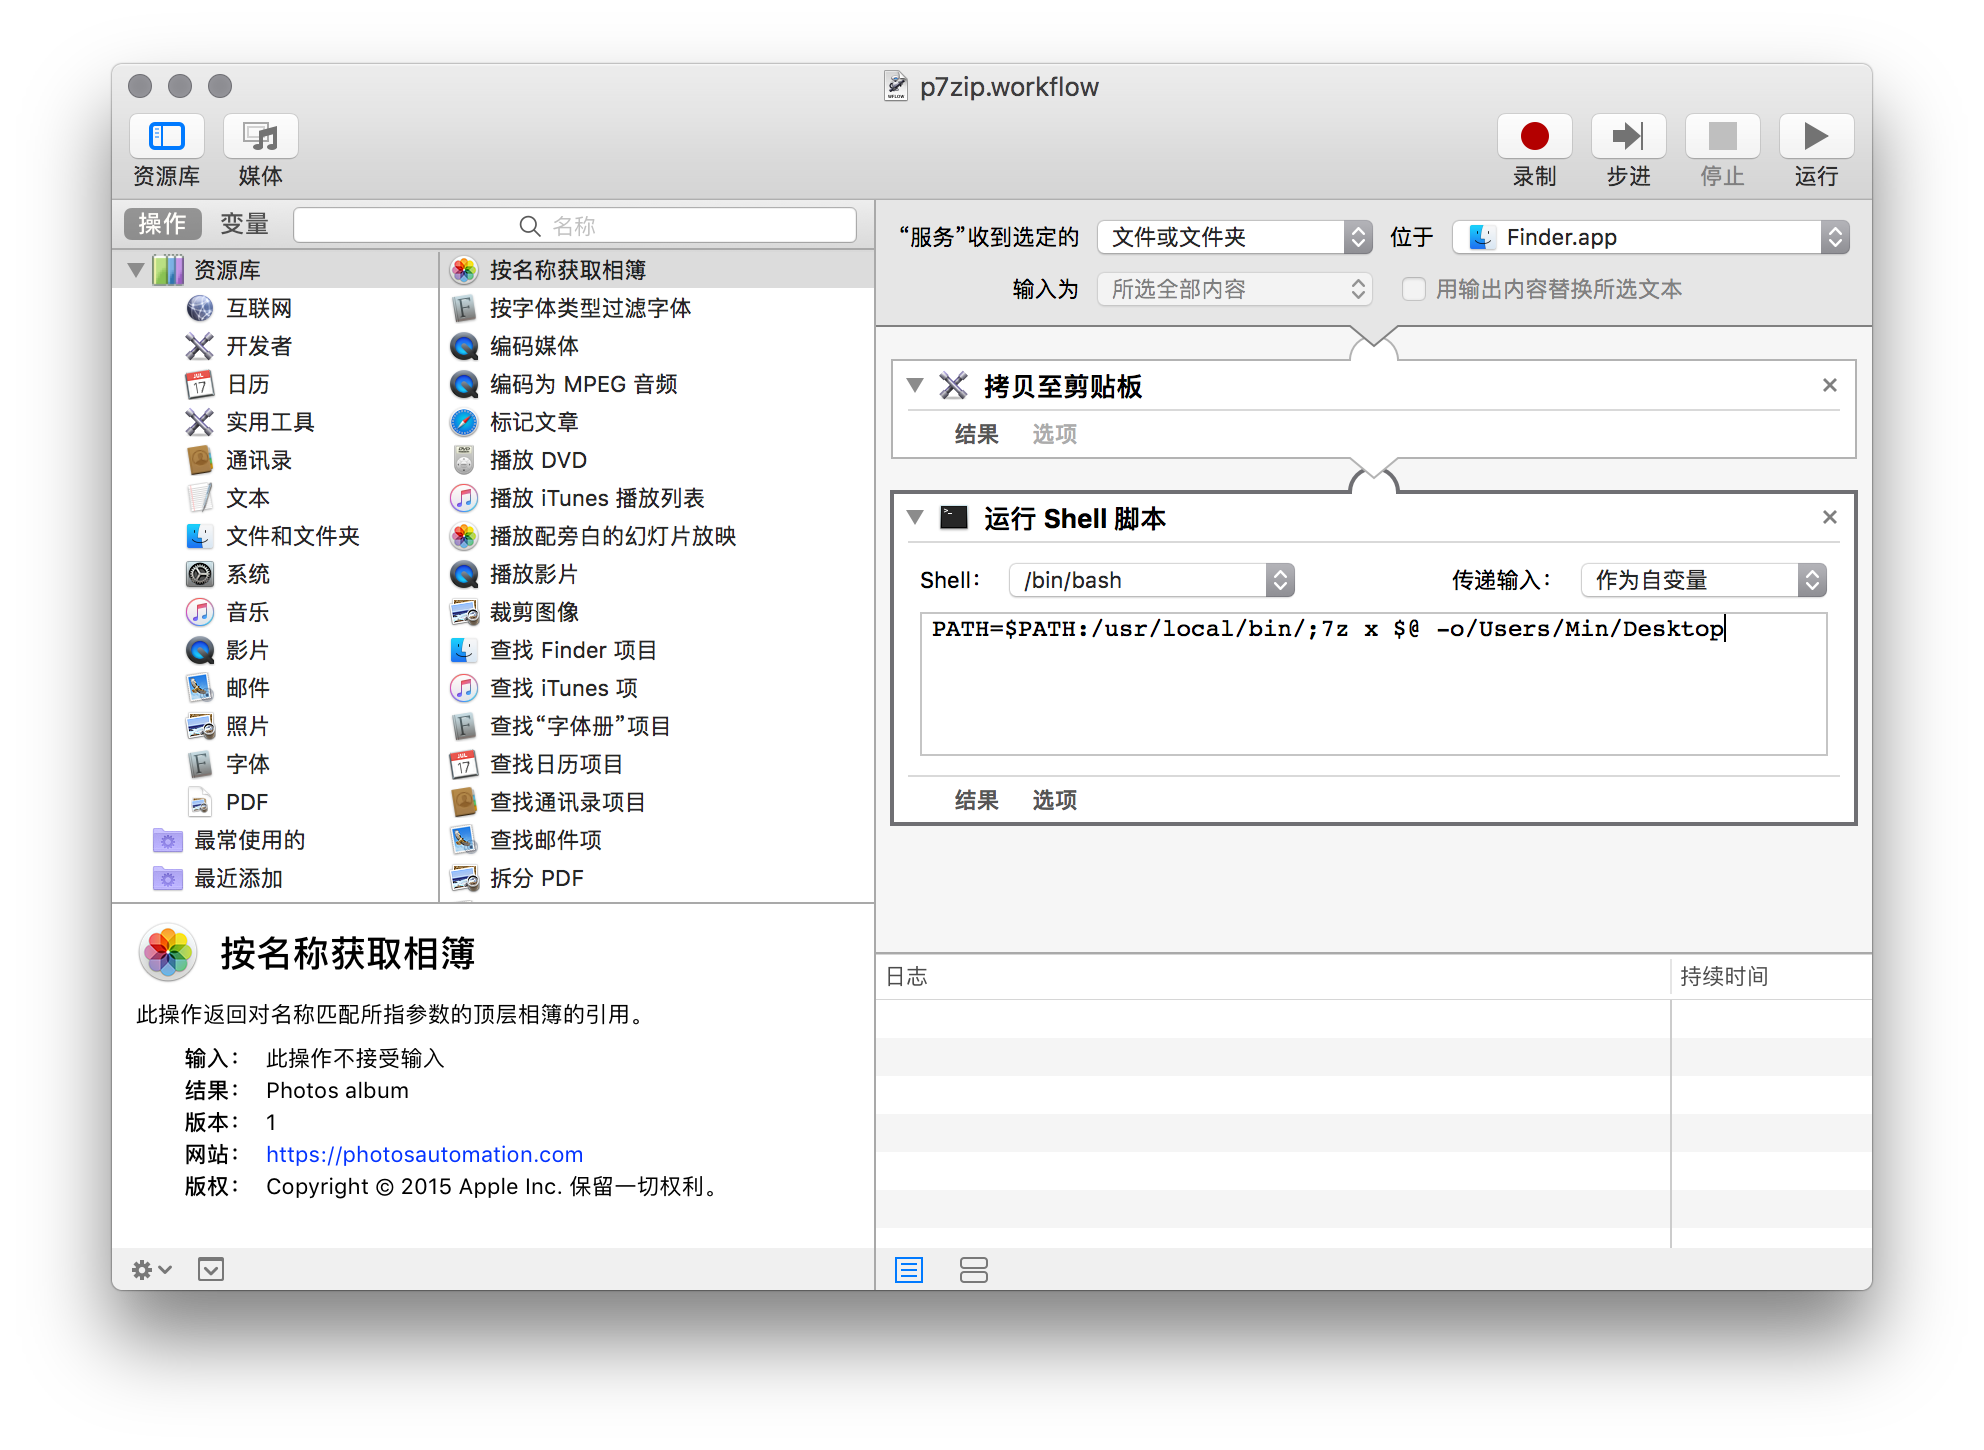 p7zip.workflow
资源库
媒体
录制
步进
停止
运行
操作
变量
名称
资源库
互联网
开发者
日历
实用工具
通讯录
文本
文件和文件夹
系统
音乐
影片
邮件
照片
字体
PDF
最常使用的
最近添加
按名称获取相簿
按字体类型过滤字体
编码媒体
编码为 MPEG 音频
标记文章
播放 DVD
播放 iTunes 播放列表
播放配旁白的幻灯片放映
播放影片
裁剪图像
查找 Finder 项目
查找 iTunes 项
查找“字体册”项目
查找日历项目
查找通讯录项目
查找邮件项
拆分 PDF
按名称获取相簿
此操作返回对名称匹配所指参数的顶层相簿的引用。
输入： 此操作不接受输入
结果： Photos album
版本： 1
网站： https://photosautomation.com
版权： Copyright © 2015 Apple Inc. 保留一切权利。
“服务”收到选定的 文件或文件夹 位于 Finder.app
输入为 所选全部内容 用输出内容替换所选文本
拷贝至剪贴板
结果 选项
运行 Shell 脚本
Shell： /bin/bash 传递输入： 作为自变量
PATH=$PATH:/usr/local/bin/;7z x $@ -o/Users/Min/Desktop
结果 选项
日志 持续时间